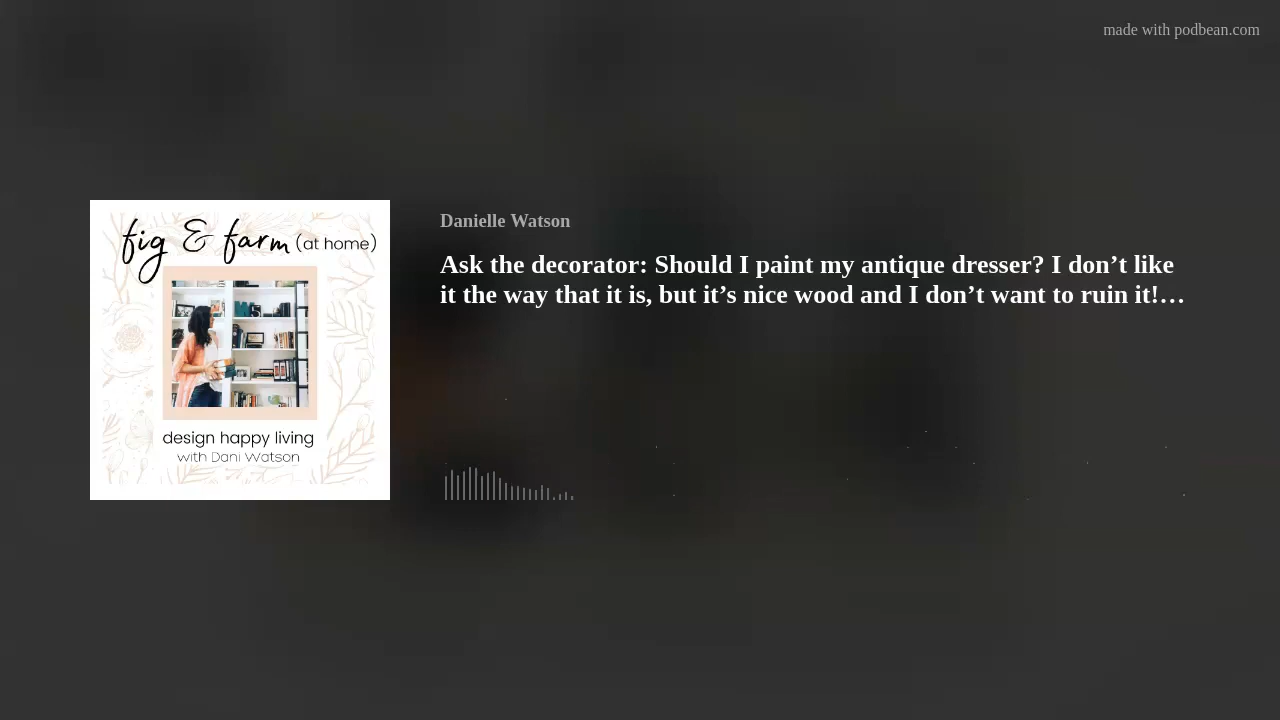 made with podbean.com
fig & farm (at home)
design happy living
with Dani Watson
Danielle Watson
Ask the decorator: Should I paint my antique dresser? I don’t like
it the way that it is, but it’s nice wood and I don’t want to ruin it!…